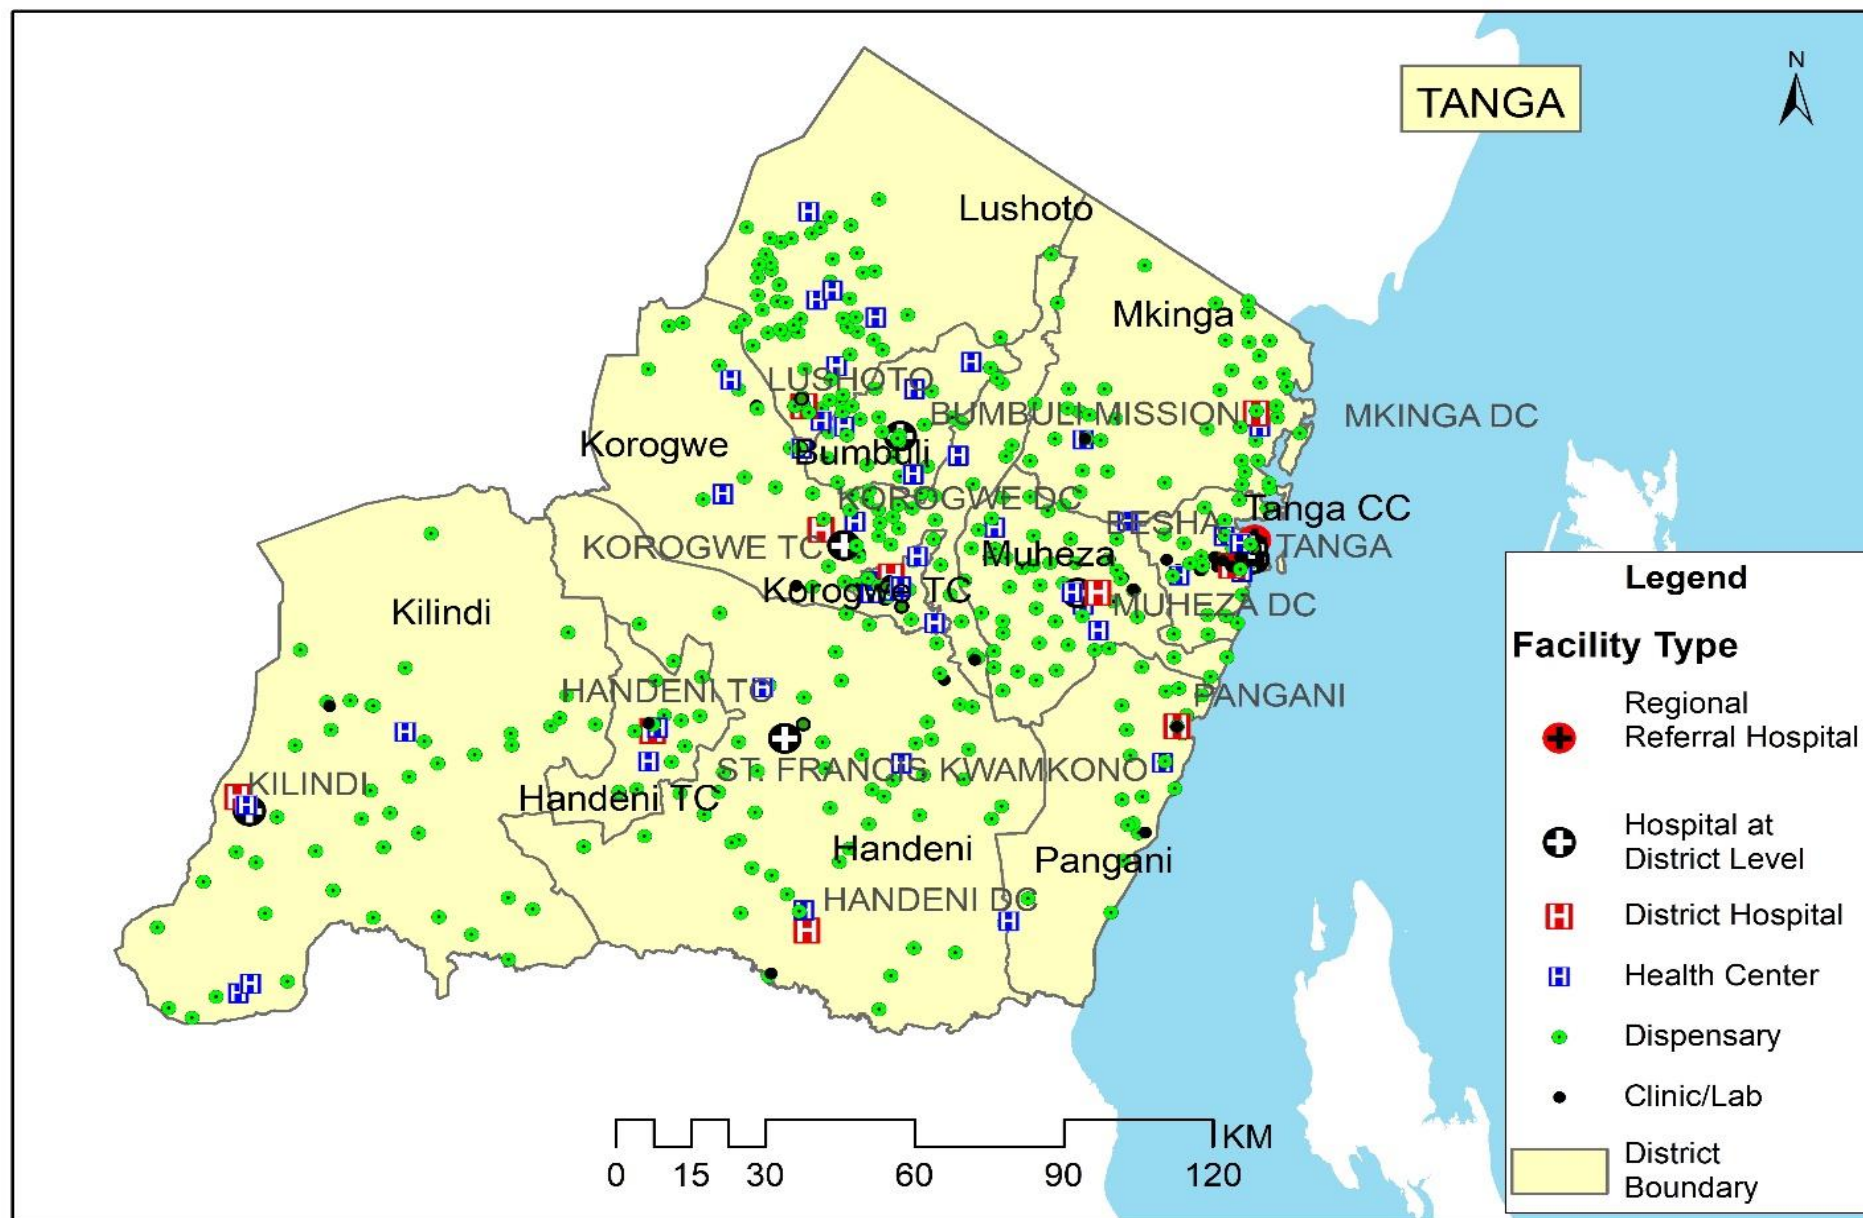 TANGA
N
Lushoto
Mkinga
LUSHOTO
BUMBULI MISSION
MKINGA DC
Korogwe
Bumbuli
KOROGWE DC
Tanga CC
KOROGWE TC
Muheza
TANGA
Korogwe TC
MUHEZA DC
Kilindi
HANDENI TC
PANGANI
KILINDI
ST. FRANCIS KWAMKONO
Handeni TC
Handeni
Pangani
HANDENI DC
Legend
Facility Type
Regional
Referral Hospital
Hospital at
District Level
District Hospital
Health Center
Dispensary
Clinic/Lab
District
Boundary
KM
0 15 30 60 90 120